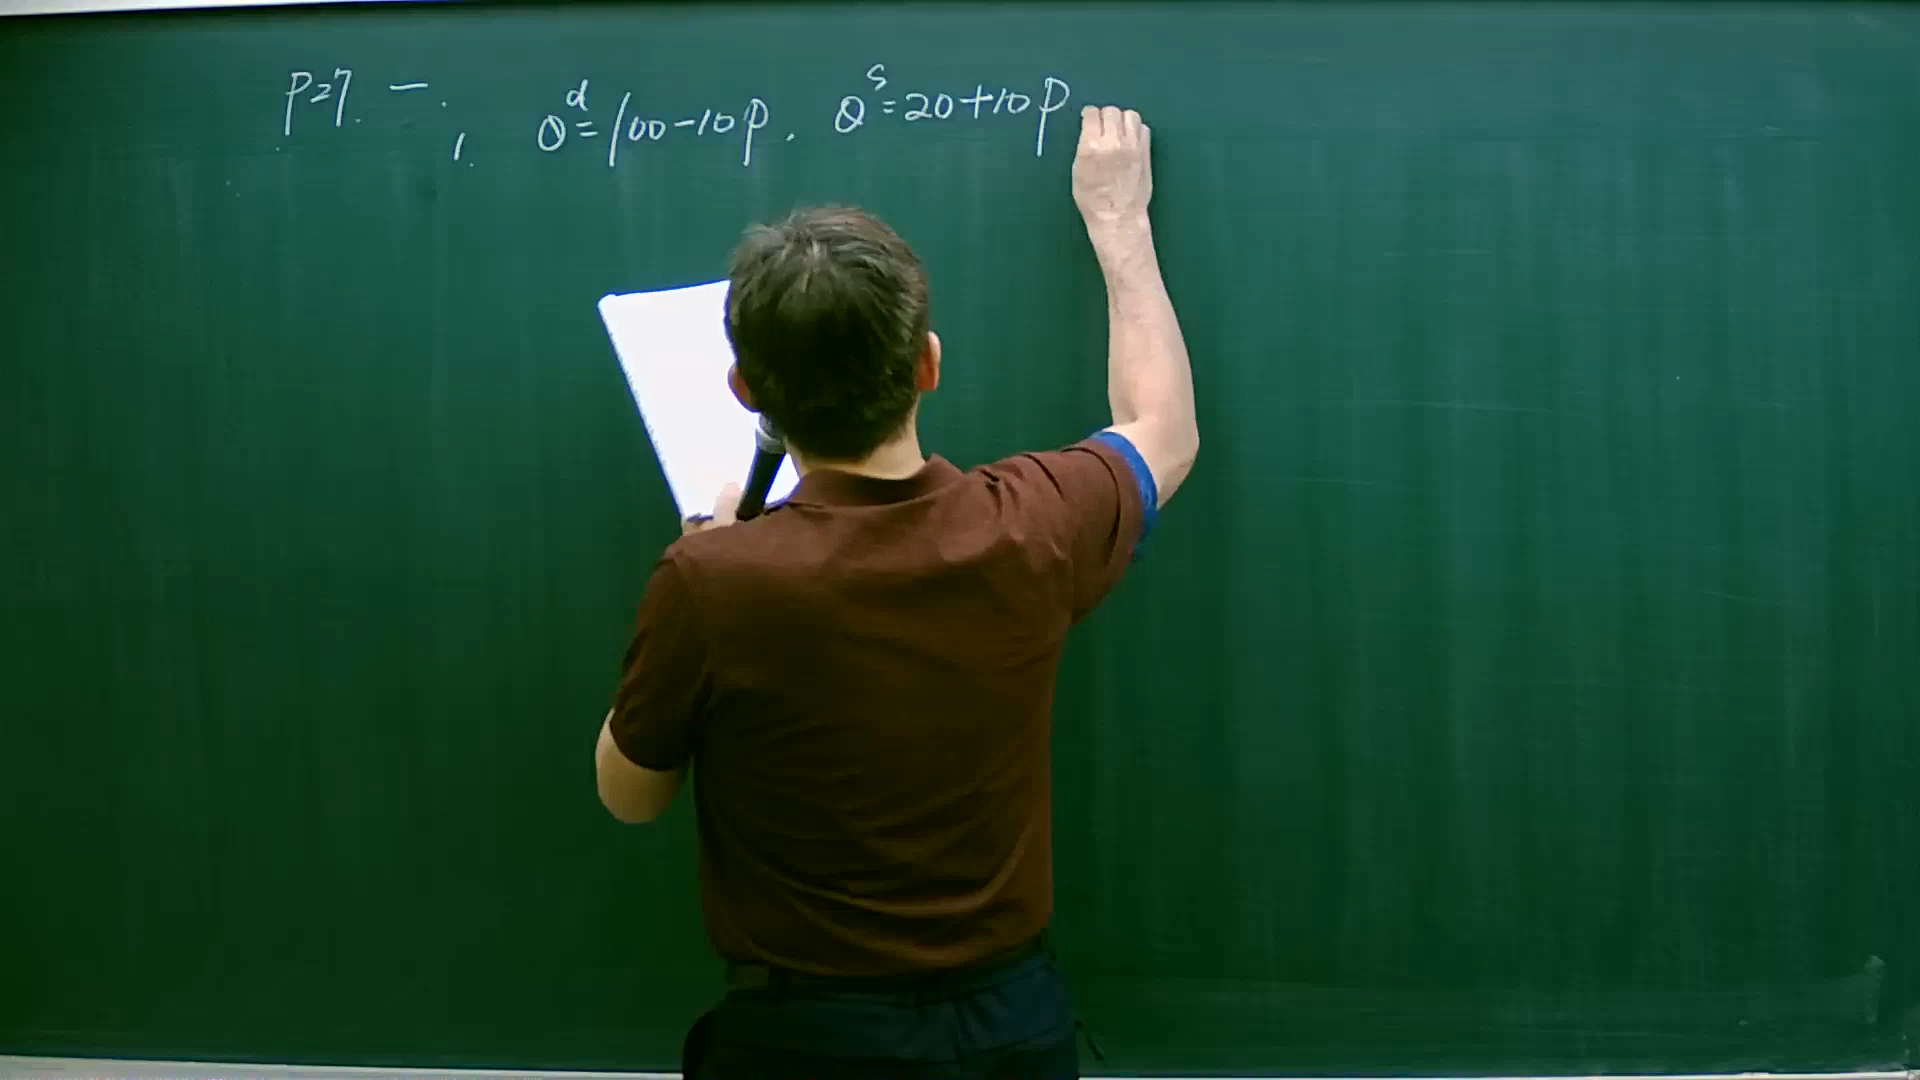 P27. 一.
1. Q^d=100-10P, Q^s=20+10P